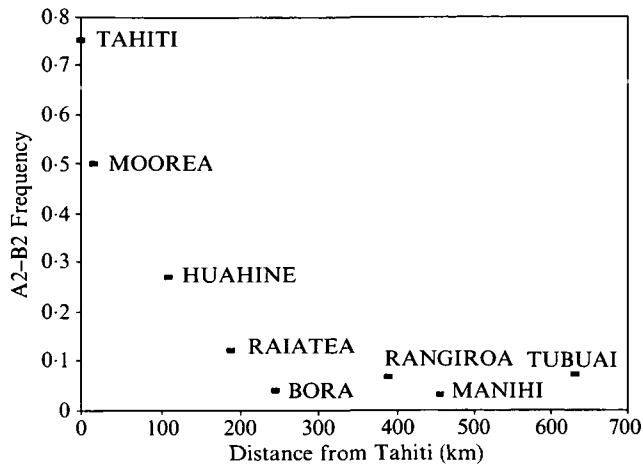 0·8
TAHITI
0·7
0·6
MOOREA
0·5
0·4
A2–B2 Frequency
0·3
HUAHINE
0·2
RAIATEA
RANGIROA TUBUAI
0·1
BORA
MANIHI
0
0 100 200 300 400 500 600 700
Distance from Tahiti (km)